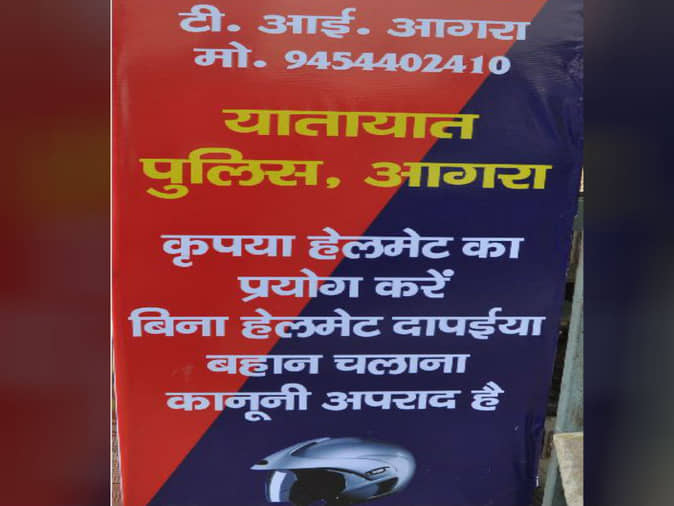 टी. आई. आगरा
मो. 9454402410
यातायात
पुलिस, आगरा
कृपया हेलमेट का
प्रयोग करें
बिना हेलमेट दापईया
बहान चलाना
कानूनी अपराद है